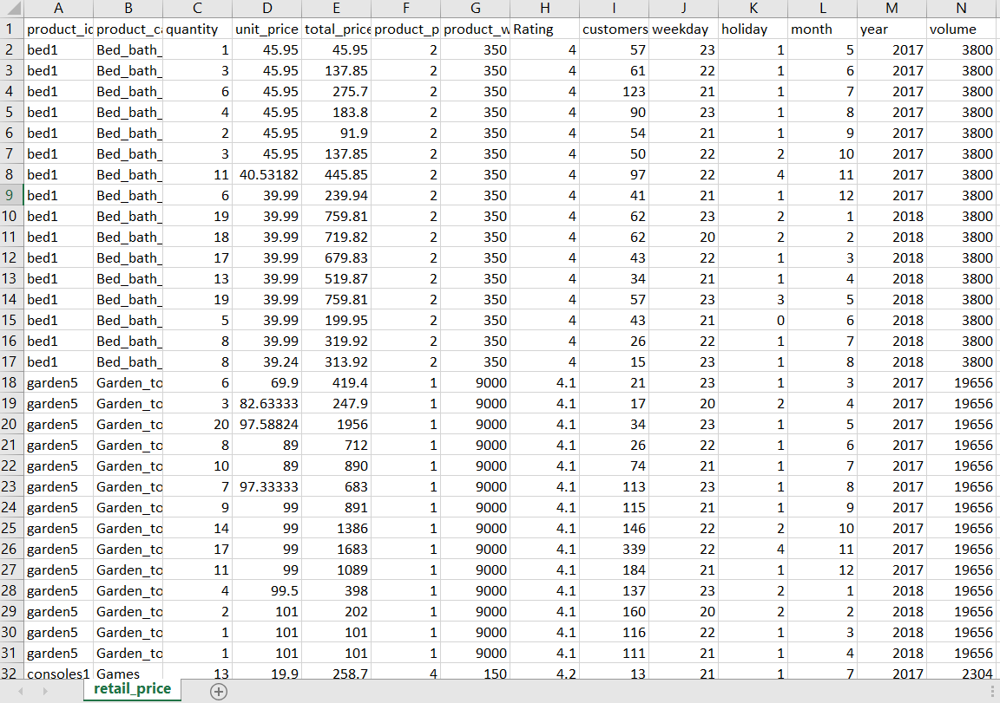 A B C D E F G H I J K L M N
1 product_id product_ca quantity unit_price total_price product_p product_w Rating customers weekday holiday month year volume
2 bed1 Bed_bath_ 1 45.95 45.95 2 350 4 57 23 1 5 2017 3800
3 bed1 Bed_bath_ 3 45.95 137.85 2 350 4 61 22 1 6 2017 3800
4 bed1 Bed_bath_ 6 45.95 275.7 2 350 4 123 21 1 7 2017 3800
5 bed1 Bed_bath_ 4 45.95 183.8 2 350 4 90 23 1 8 2017 3800
6 bed1 Bed_bath_ 2 45.95 91.9 2 350 4 54 21 1 9 2017 3800
7 bed1 Bed_bath_ 3 45.95 137.85 2 350 4 50 22 2 10 2017 3800
8 bed1 Bed_bath_ 11 40.53182 445.85 2 350 4 97 22 4 11 2017 3800
9 bed1 Bed_bath_ 6 39.99 239.94 2 350 4 41 21 1 12 2017 3800
10 bed1 Bed_bath_ 19 39.99 759.81 2 350 4 62 23 2 1 2018 3800
11 bed1 Bed_bath_ 18 39.99 719.82 2 350 4 62 20 2 2 2018 3800
12 bed1 Bed_bath_ 17 39.99 679.83 2 350 4 43 22 1 3 2018 3800
13 bed1 Bed_bath_ 13 39.99 519.87 2 350 4 34 21 1 4 2018 3800
14 bed1 Bed_bath_ 19 39.99 759.81 2 350 4 57 23 3 5 2018 3800
15 bed1 Bed_bath_ 5 39.99 199.95 2 350 4 43 21 0 6 2018 3800
16 bed1 Bed_bath_ 8 39.99 319.92 2 350 4 26 22 1 7 2018 3800
17 bed1 Bed_bath_ 8 39.24 313.92 2 350 4 15 23 1 8 2018 3800
18 garden5 Garden_to 6 69.9 419.4 1 9000 4.1 21 23 1 3 2017 19656
19 garden5 Garden_to 3 82.63333 247.9 1 9000 4.1 17 20 2 4 2017 19656
20 garden5 Garden_to 20 97.58824 1956 1 9000 4.1 34 23 1 5 2017 19656
21 garden5 Garden_to 8 89 712 1 9000 4.1 26 22 1 6 2017 19656
22 garden5 Garden_to 10 89 890 1 9000 4.1 74 21 1 7 2017 19656
23 garden5 Garden_to 7 97.33333 683 1 9000 4.1 113 23 1 8 2017 19656
24 garden5 Garden_to 9 99 891 1 9000 4.1 115 21 1 9 2017 19656
25 garden5 Garden_to 14 99 1386 1 9000 4.1 146 22 2 10 2017 19656
26 garden5 Garden_to 17 99 1683 1 9000 4.1 339 22 4 11 2017 19656
27 garden5 Garden_to 11 99 1089 1 9000 4.1 184 21 1 12 2017 19656
28 garden5 Garden_to 4 99.5 398 1 9000 4.1 137 23 2 1 2018 19656
29 garden5 Garden_to 2 101 202 1 9000 4.1 160 20 2 2 2018 19656
30 garden5 Garden_to 1 101 101 1 9000 4.1 116 22 1 3 2018 19656
31 garden5 Garden_to 1 101 101 1 9000 4.1 111 21 1 4 2018 19656
32 consoles1 Games 13 19.9 258.7 4 150 4.2 13 21 1 7 2017 2304
retail_price